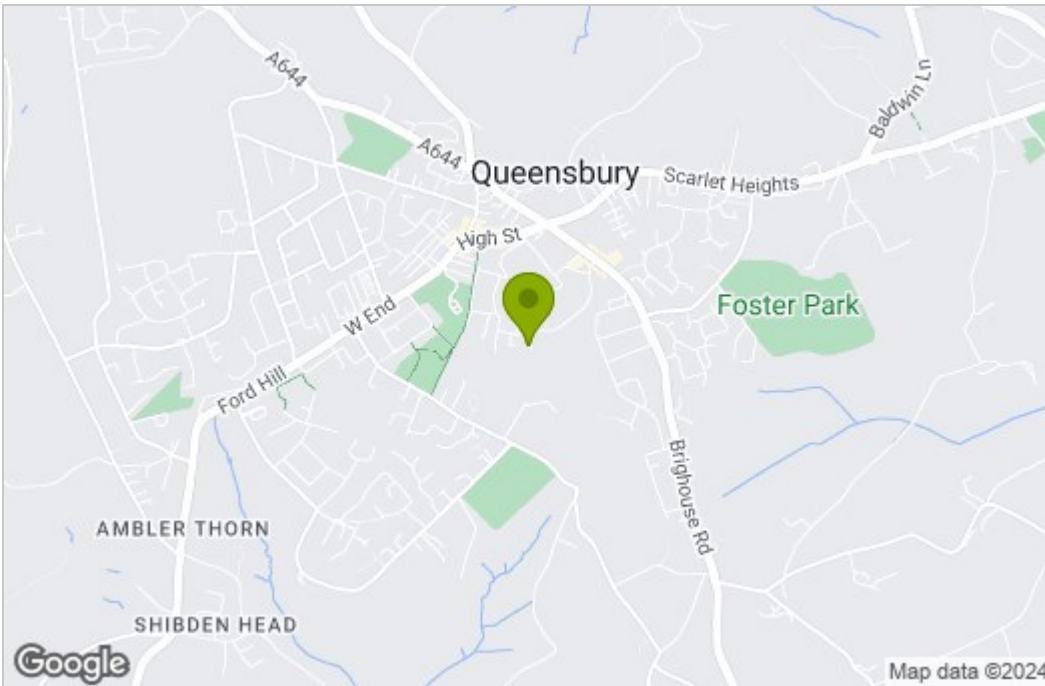 A644
Baldwin Ln
A644
Queensbury
Scarlet Heights
High St
Foster Park
W End
Ford Hill
Brighouse Rd
AMBLER THORN
SHIBDEN HEAD
Google
Map data ©2024